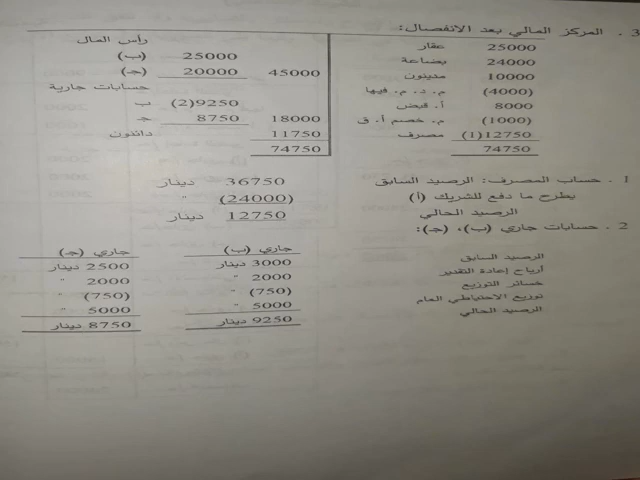 3 . المركز المالي بعد الانفصال:
25000 عقار
24000 بضاعة
10000 مدينون
(4000) م. د. م. فيها
8000 أ. قبض
(1000) م. خصم أ. ق
12750(1) مصرف
74750
رأس المال
25000 (ب)
45000 20000 (جـ)
حسابات جارية
9250(2) ب
18000 8750 جـ
11750 دائنون
74750
1 . حساب المصرف: الرصيد السابق 36750 دينار
يطرح ما دفع للشريك (أ) (24000) "
الرصيد الحالي 12750 دينار
2 . حسابات جاري (ب)، (جـ):
جاري (ب) جاري (جـ)
الرصيد السابق 3000 دينار 2500 دينار
أرباح إعادة التقدير 2000 " 2000 "
خسائر التوزيع (750) " (750) "
توزيع الاحتياطي العام 5000 " 5000 "
الرصيد الحالي 9250 دينار 8750 دينار